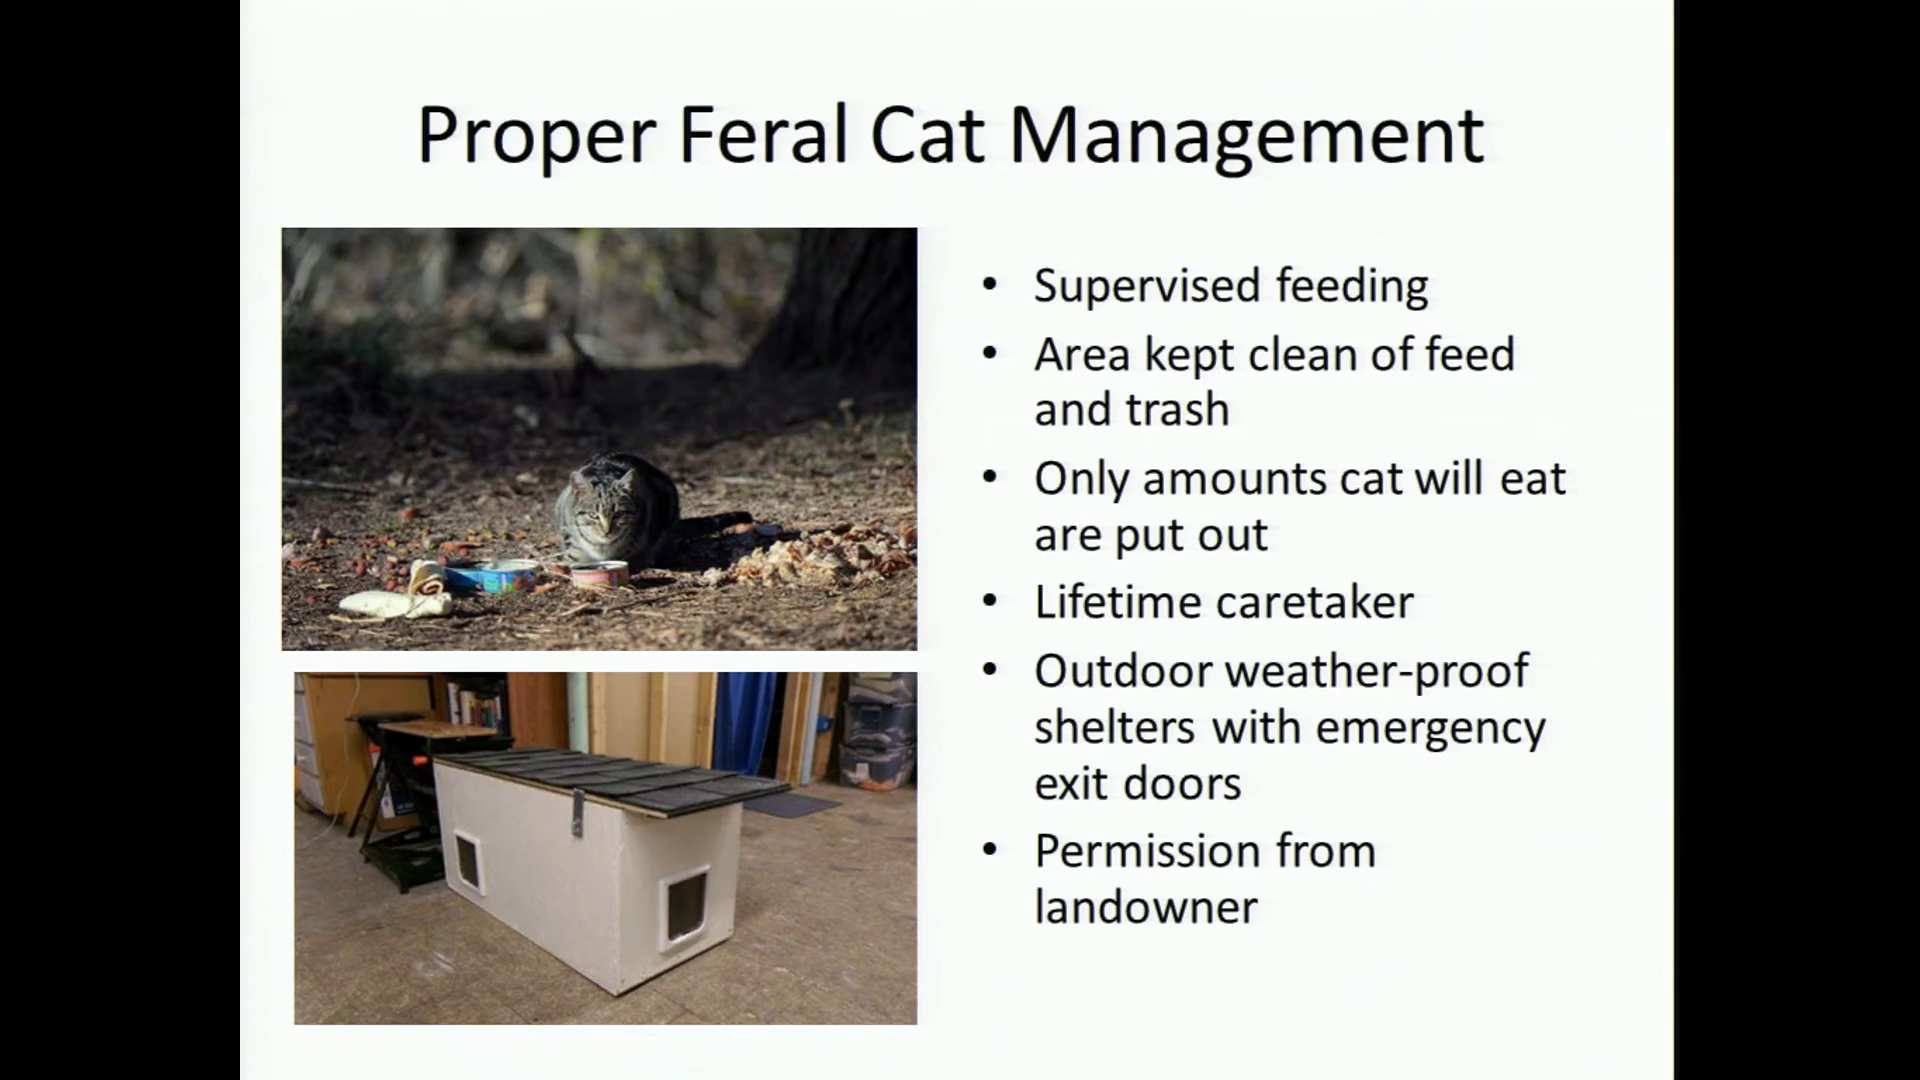 Proper Feral Cat Management
• Supervised feeding
• Area kept clean of feed
and trash
• Only amounts cat will eat
are put out
• Lifetime caretaker
• Outdoor weather-proof
shelters with emergency
exit doors
• Permission from
landowner